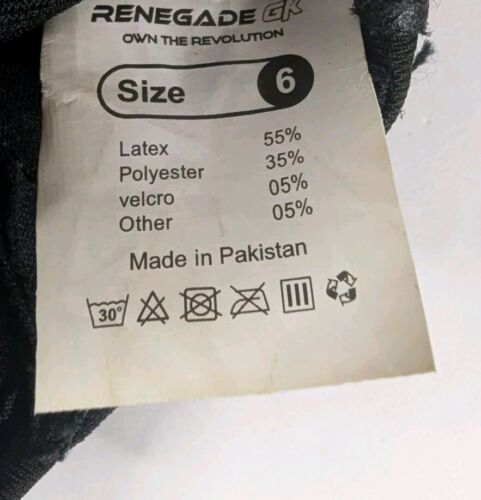 RENEGADE GK
OWN THE REVOLUTION
Size 6
Latex 55%
Polyester 35%
velcro 05%
Other 05%
Made in Pakistan
30°